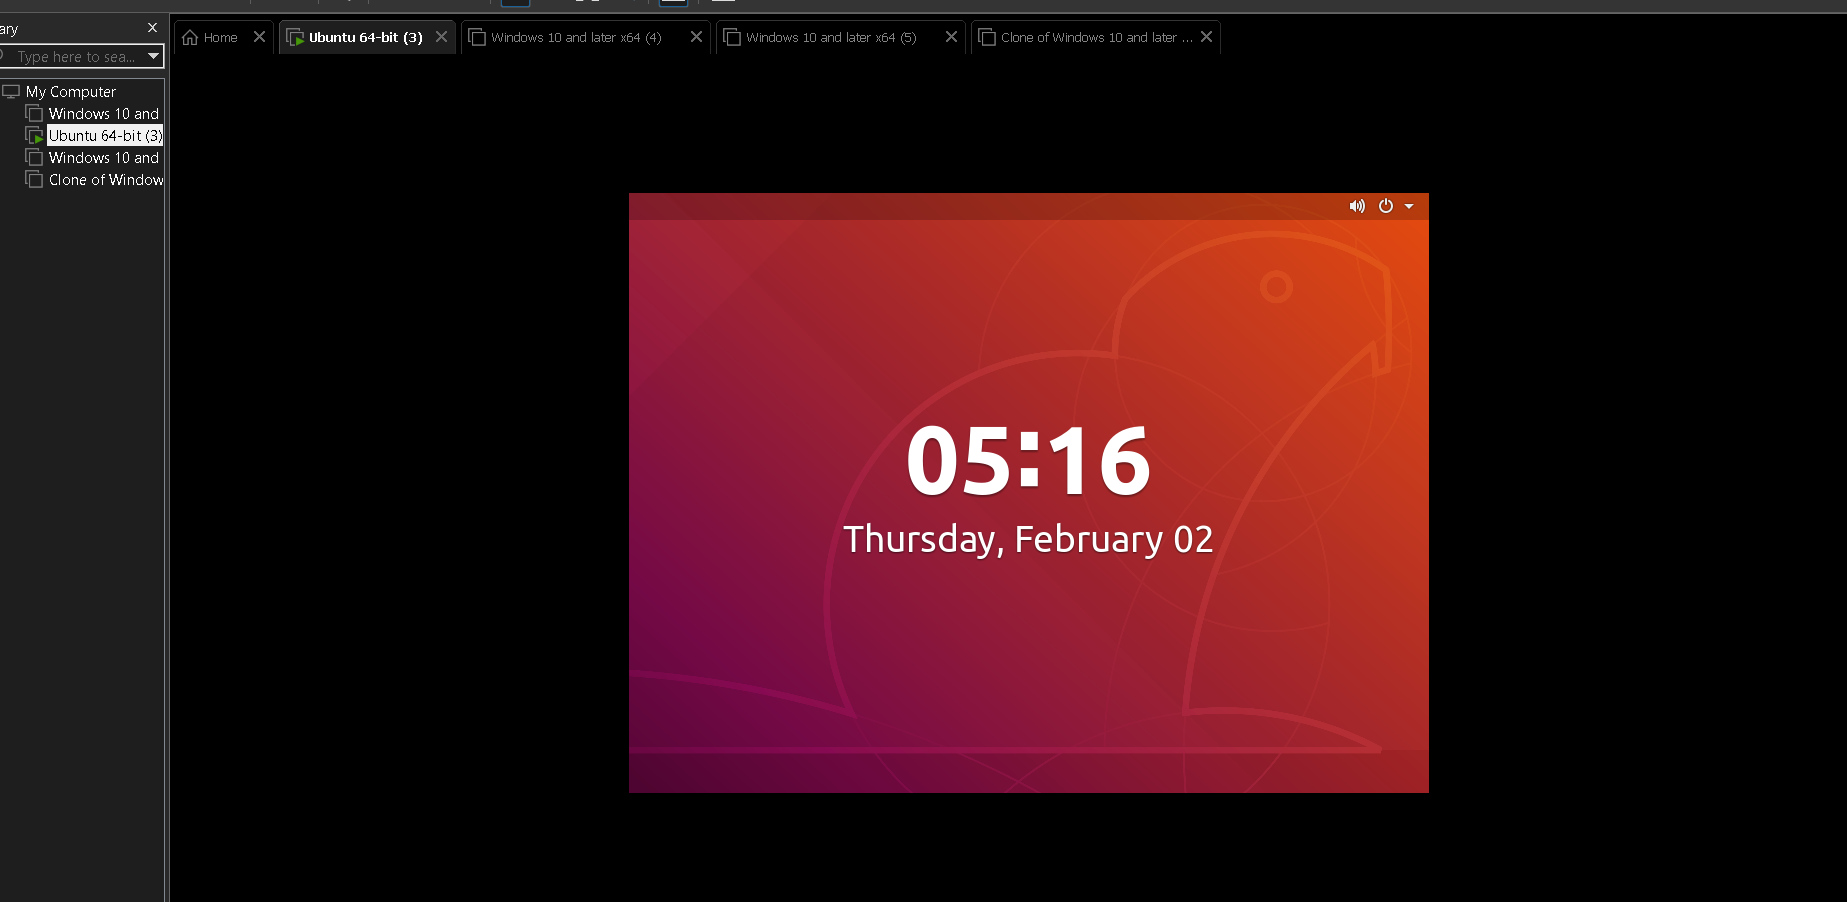 ary
Type here to sea...
My Computer
Windows 10 and
Ubuntu 64-bit (3)
Windows 10 and
Clone of Window
Home
Ubuntu 64-bit (3)
Windows 10 and later x64 (4)
Windows 10 and later x64 (5)
Clone of Windows 10 and later ...
05:16
Thursday, February 02